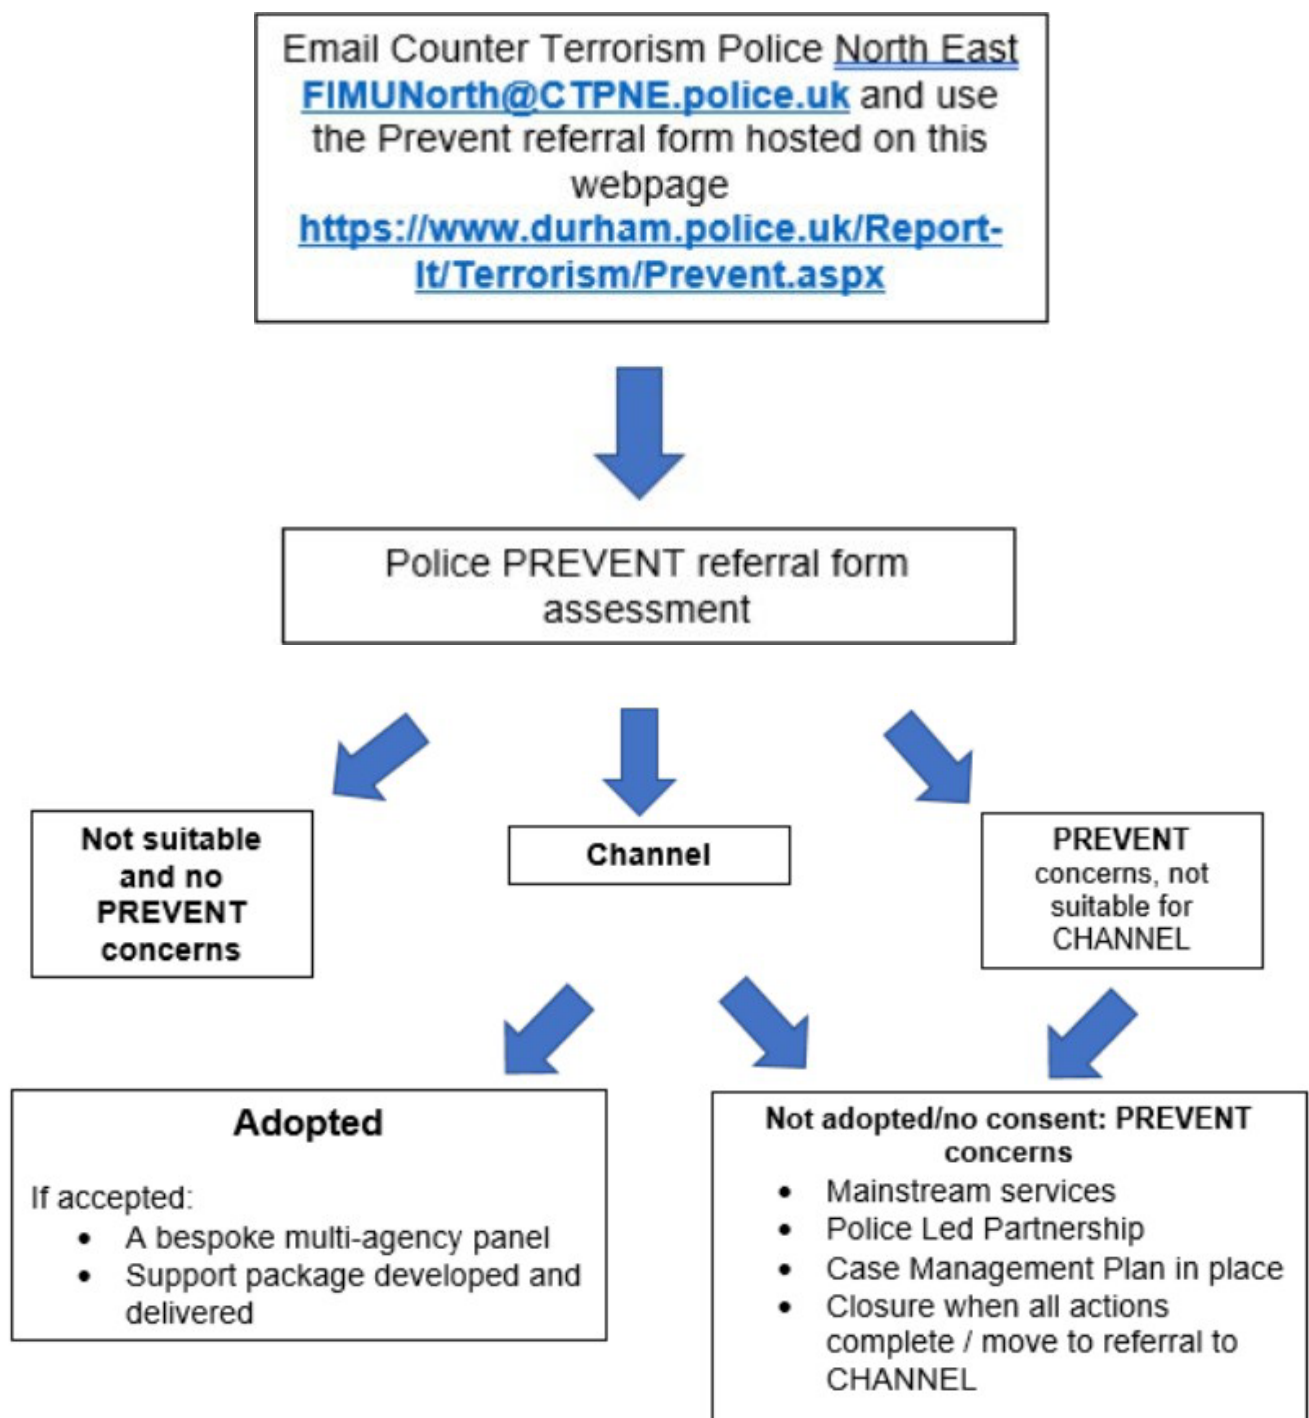 Email Counter Terrorism Police North East
FIMUNorth@CTPNE.police.uk and use
the Prevent referral form hosted on this
webpage
https://www.durham.police.uk/Report-
It/Terrorism/Prevent.aspx
Police PREVENT referral form
assessment
Not suitable
and no
PREVENT
concerns
Channel
PREVENT
concerns, not
suitable for
CHANNEL
Adopted
If accepted:
• A bespoke multi-agency panel
• Support package developed and
delivered
Not adopted/no consent: PREVENT
concerns
• Mainstream services
• Police Led Partnership
• Case Management Plan in place
• Closure when all actions
complete / move to referral to
CHANNEL